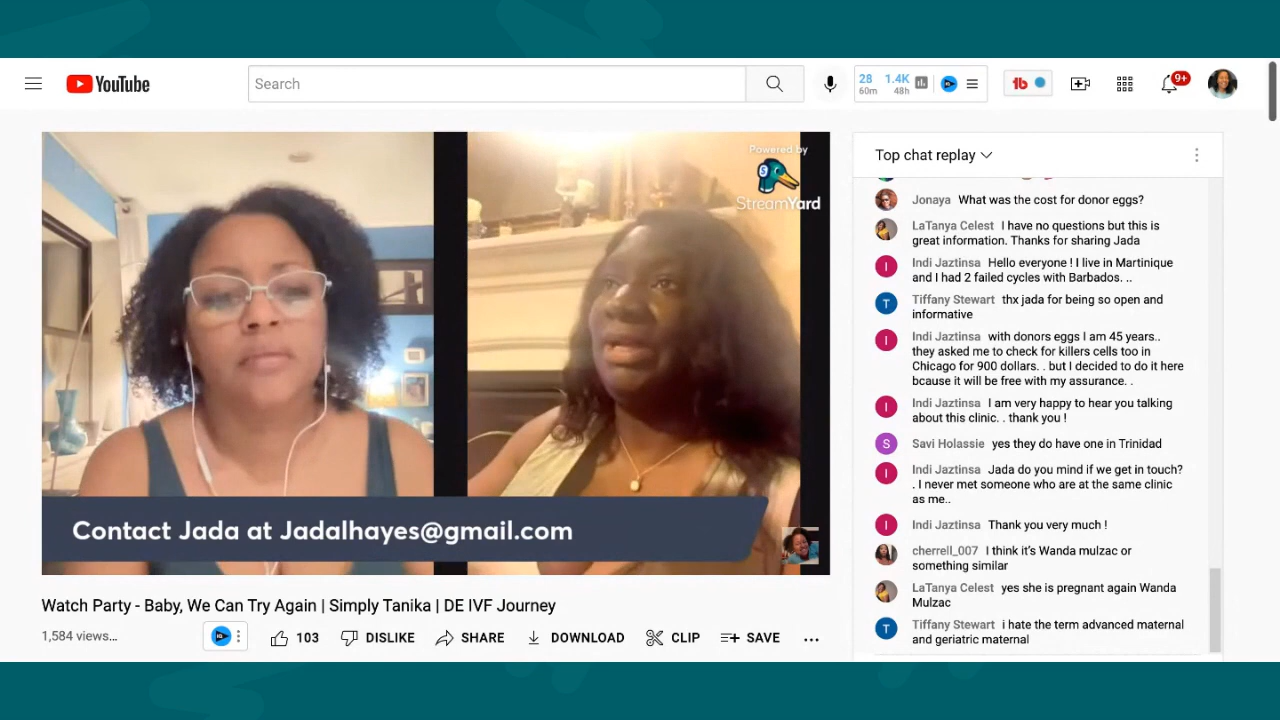 YouTube
Search
28
60m
1.4K
48h
9+
Powered by
StreamYard
Contact Jada at Jadalhayes@gmail.com
Watch Party - Baby, We Can Try Again | Simply Tanika | DE IVF Journey
1,584 views...
103
DISLIKE
SHARE
DOWNLOAD
CLIP
SAVE
Top chat replay
Jonaya What was the cost for donor eggs?
LaTanya Celest I have no questions but this is
great information. Thanks for sharing Jada
I
Indi Jaztinsa Hello everyone ! I live in Martinique
and I had 2 failed cycles with Barbados. ..
T
Tiffany Stewart thx jada for being so open and
informative
I
Indi Jaztinsa with donors eggs I am 45 years..
they asked me to check for killers cells too in
Chicago for 900 dollars. . but I decided to do it here
bcause it will be free with my assurance. .
I
Indi Jaztinsa I am very happy to hear you talking
about this clinic. . thank you !
S
Savi Holassie yes they do have one in Trinidad
I
Indi Jaztinsa Jada do you mind if we get in touch?
. I never met someone who are at the same clinic
as me..
I
Indi Jaztinsa Thank you very much !
cherrell_007 I think it's Wanda mulzac or
something similar
LaTanya Celest yes she is pregnant again Wanda
Mulzac
T
Tiffany Stewart i hate the term advanced maternal
and geriatric maternal